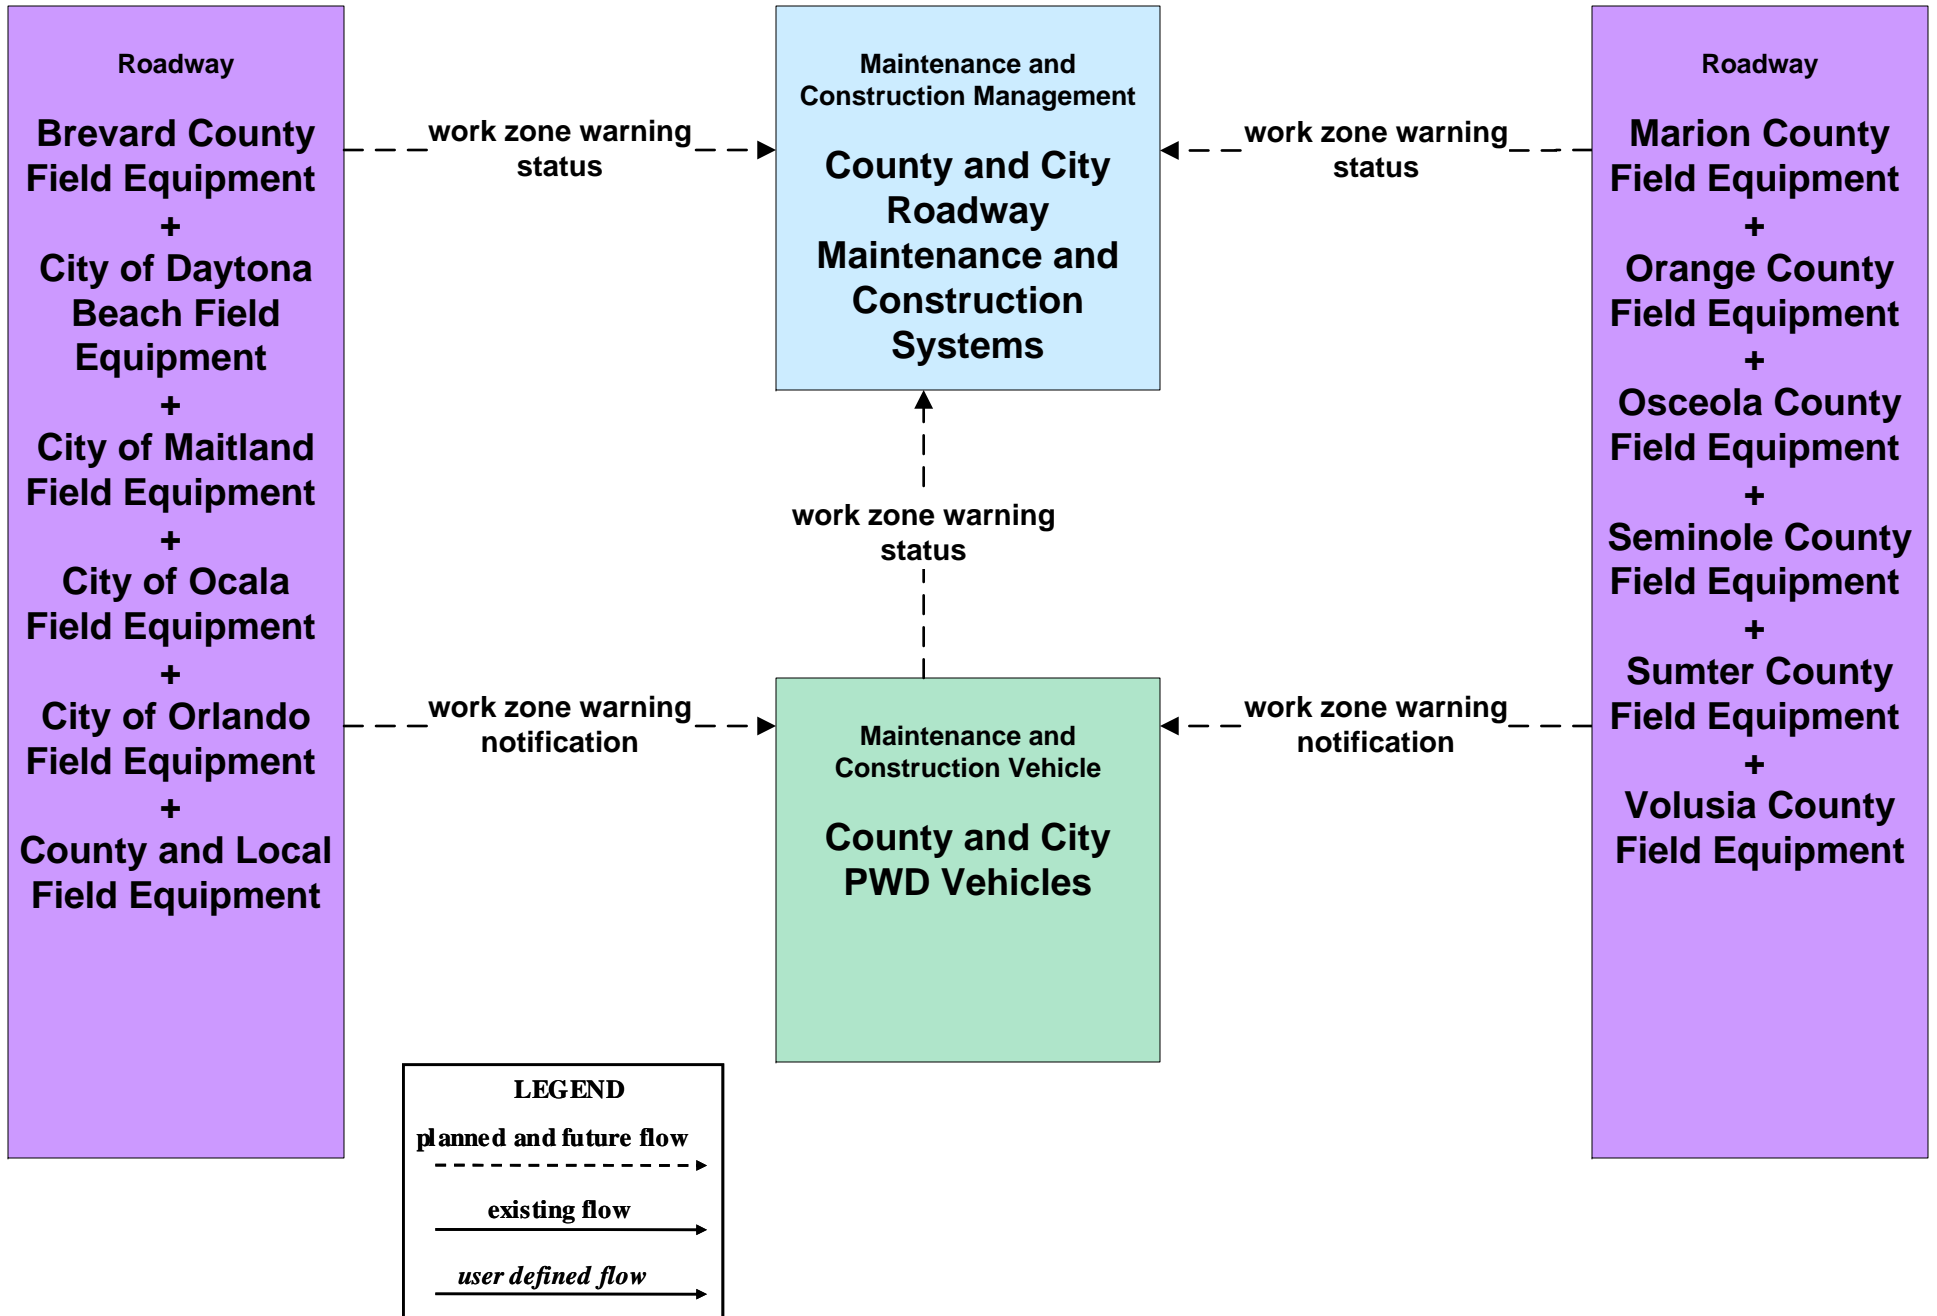 Roadway
Brevard County
Field Equipment
+
City of Daytona
Beach Field
Equipment
+
City of Maitland
Field Equipment
+
City of Ocala
Field Equipment
+
City of Orlando
Field Equipment
+
County and Local
Field Equipment
work zone warning
status
work zone warning
notification
Maintenance and
Construction Management
County and City
Roadway
Maintenance and
Construction
Systems
work zone warning
status
Maintenance and
Construction Vehicle
County and City
PWD Vehicles
work zone warning
status
work zone warning
notification
Roadway
Marion County
Field Equipment
+
Orange County
Field Equipment
+
Osceola County
Field Equipment
+
Seminole County
Field Equipment
+
Sumter County
Field Equipment
+
Volusia County
Field Equipment
LEGEND
planned and future flow
existing flow
user defined flow